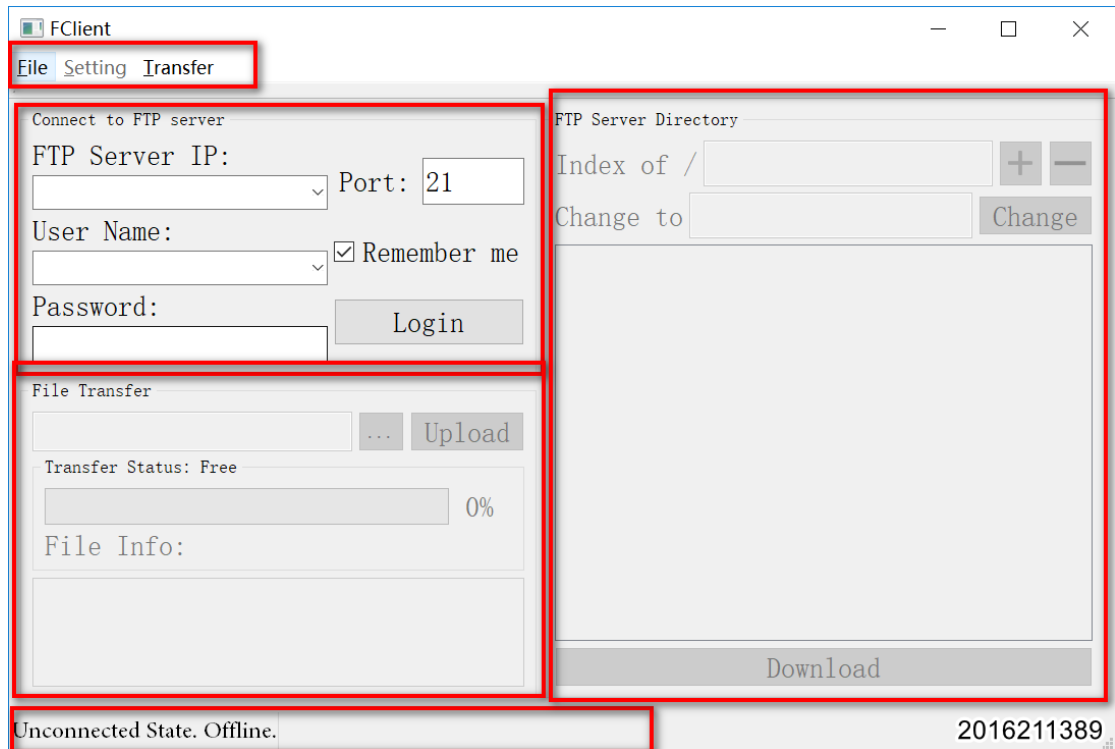 FClient
File Setting Transfer
Connect to FTP server
FTP Server IP:
Port: 21
User Name:
Remember me
Password:
Login
File Transfer
... Upload
Transfer Status: Free
0%
File Info:
FTP Server Directory
Index of / + —
Change to Change
Download
Unconnected State. Offline.
2016211389